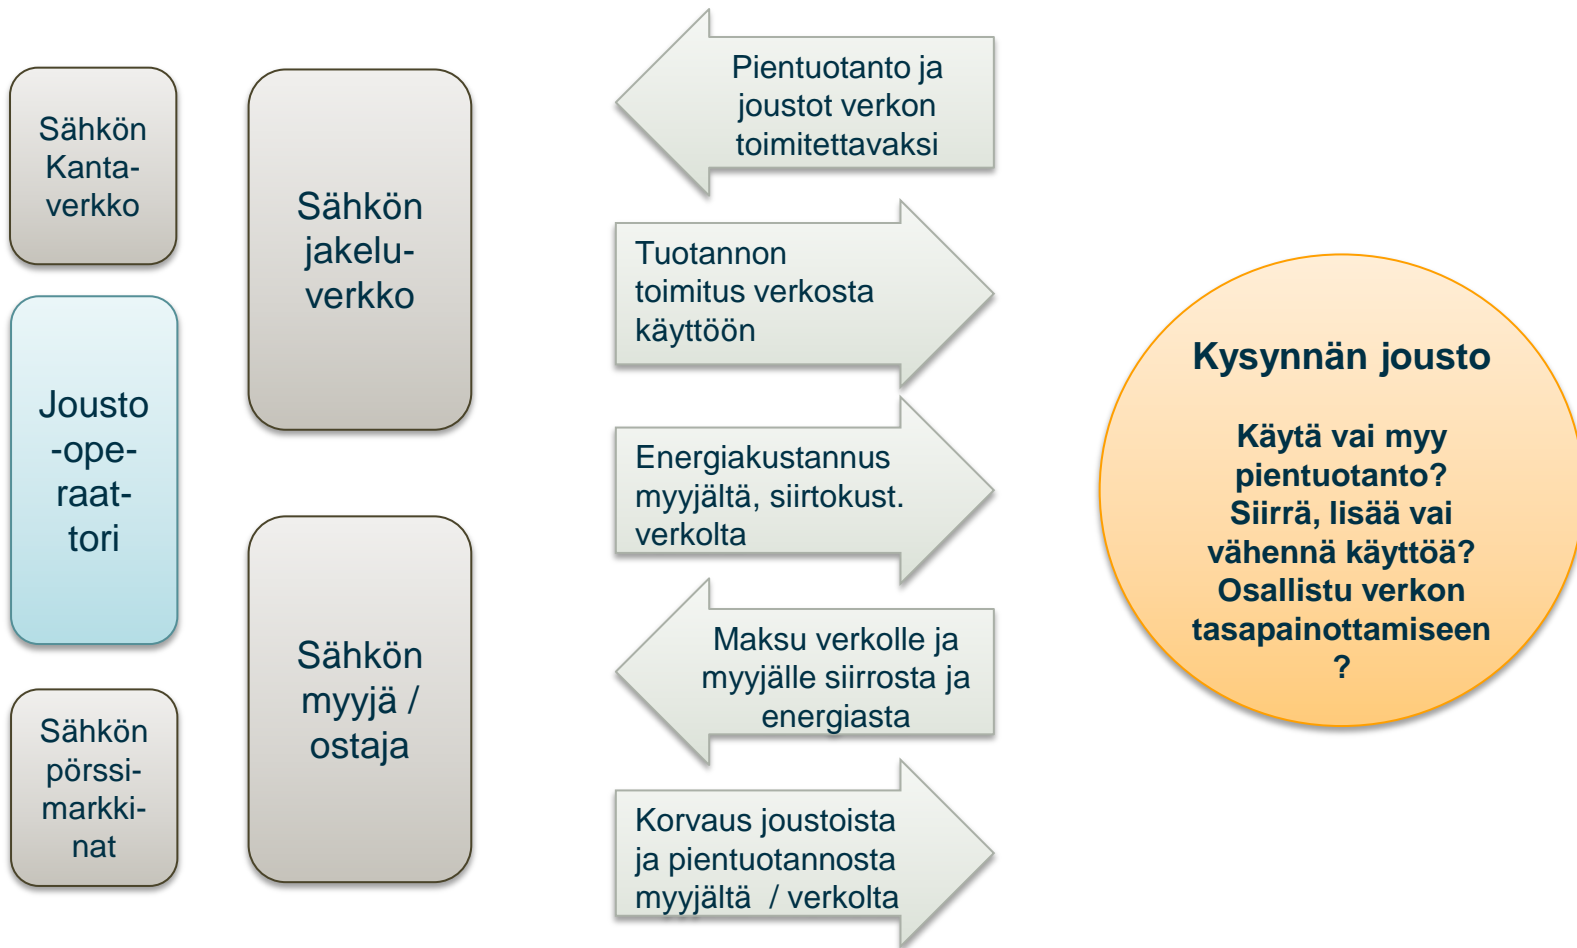 Sähkön
Kanta-
verkko
Jousto
-ope-
raat-
tori
Sähkön
pörssi-
markki-
nat
Sähkön
jakelu-
verkko
Sähkön
myyjä /
ostaja
Pientuotanto ja
joustot verkon
toimitettavaksi
Tuotannon
toimitus verkosta
käyttöön
Energiakustannus
myyjältä, siirtokust.
verkolta
Maksu verkolle ja
myyjälle siirrosta ja
energiasta
Korvaus joustoista
ja pientuotannosta
myyjältä / verkolta
Kysynnän jousto
Käytä vai myy
pientuotanto?
Siirrä, lisää vai
vähennä käyttöä?
Osallistu verkon
tasapainottamiseen
?